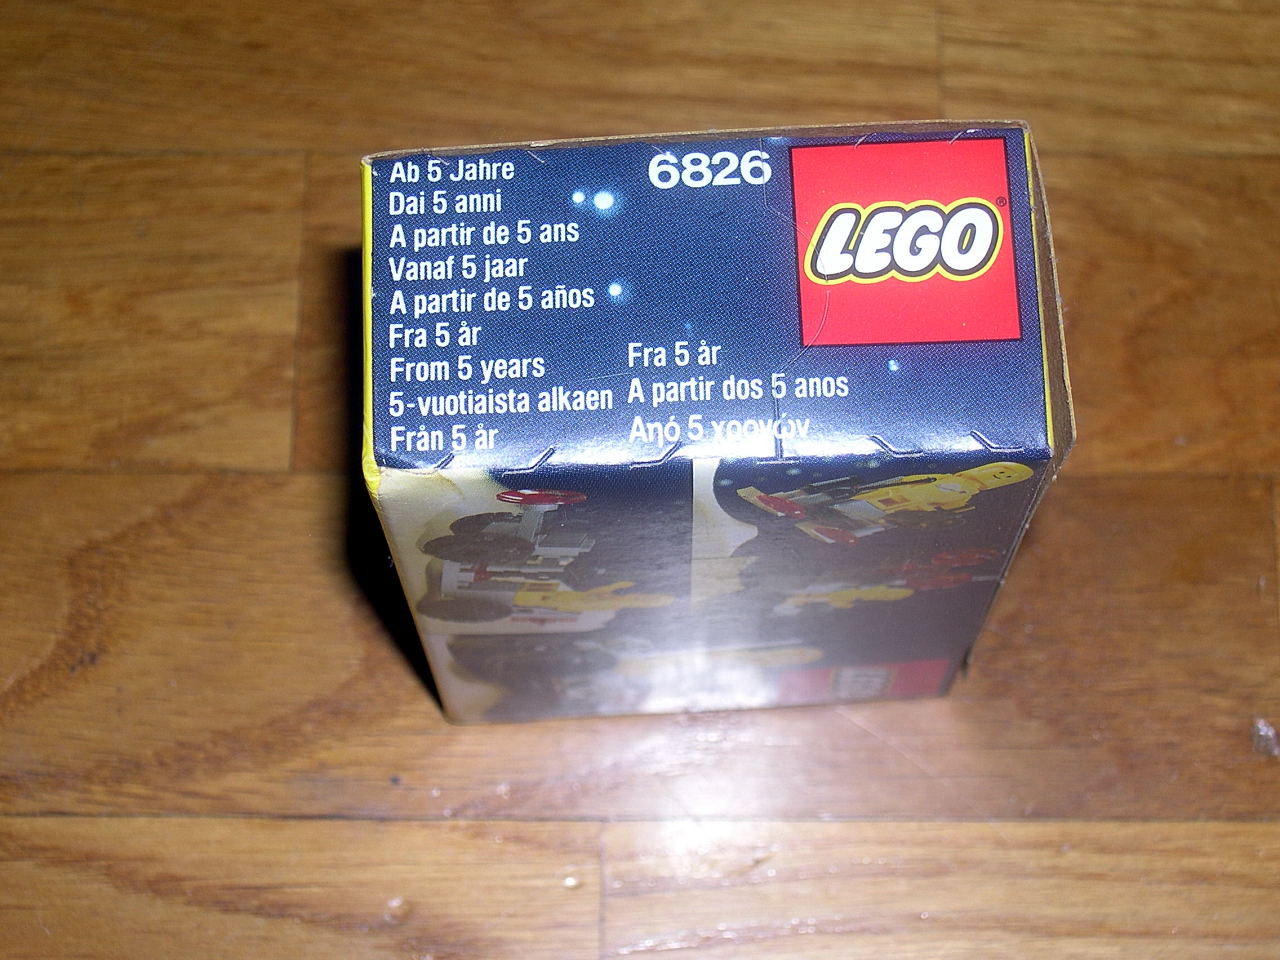 Ab 5 Jahre
Dai 5 anni
A partir de 5 ans
Vanaf 5 jaar
A partir de 5 años
Fra 5 år
From 5 years
5-vuotiaista alkaen
Från 5 år
6826
LEGO®
Fra 5 år
A partir dos 5 anos
Aηό 5 χρονών